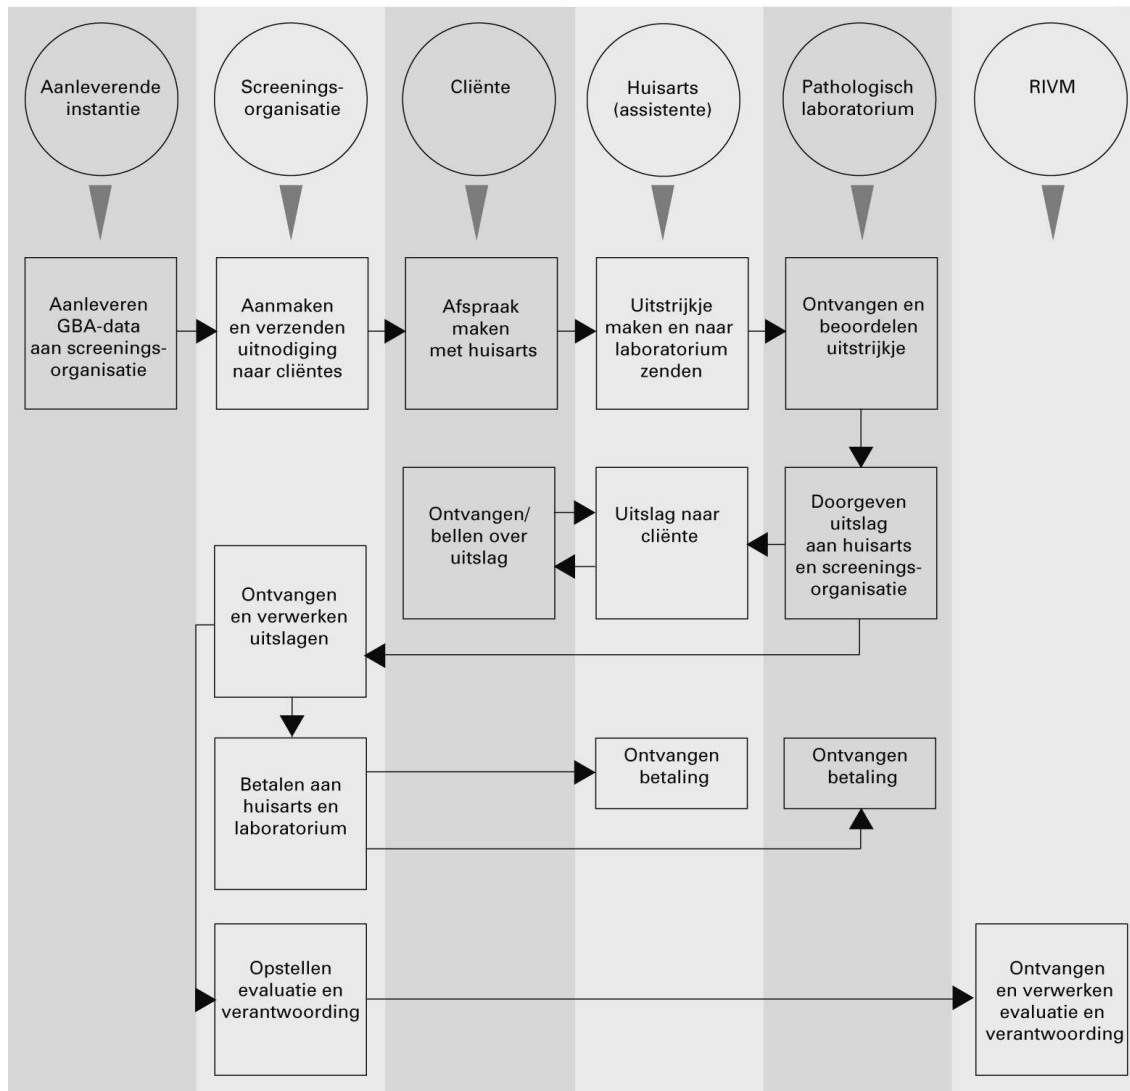 Aanleverende
instantie
Screenings-
organisatie
Cliënte
Huisarts
(assistente)
Pathologisch
laboratorium
RIVM
Aanleveren
GBA-data
aan screenings-
organisatie
Aanmaken
en verzenden
uitnodiging
naar cliëntes
Afspraak
maken
met huisarts
Uitstrijkje
maken en naar
laboratorium
zenden
Ontvangen en
beoordelen
uitstrijkje
Ontvangen/
bellen over
uitslag
Uitslag naar
cliënte
Doorgeven
uitslag
aan huisarts
en screenings-
organisatie
Ontvangen
en verwerken
uitslagen
Betalen aan
huisarts en
laboratorium
Ontvangen
betaling
Ontvangen
betaling
Opstellen
evaluatie en
verantwoording
Ontvangen
en verwerken
evaluatie en
verantwoording